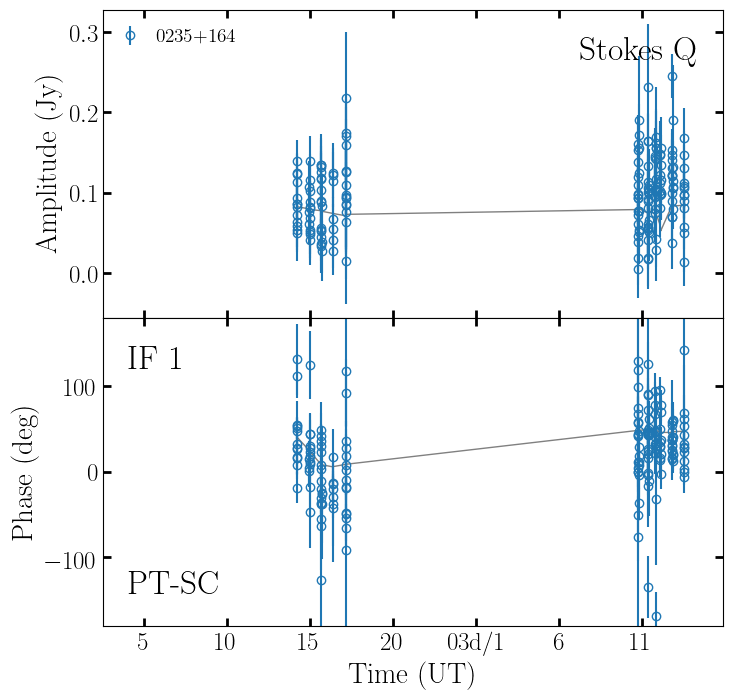 0235+164
Stokes Q
0.3
0.2
0.1
0.0
Amplitude (Jy)
IF 1
PT-SC
100
0
−100
Phase (deg)
5 10 15 20 03d/1 6 11
Time (UT)